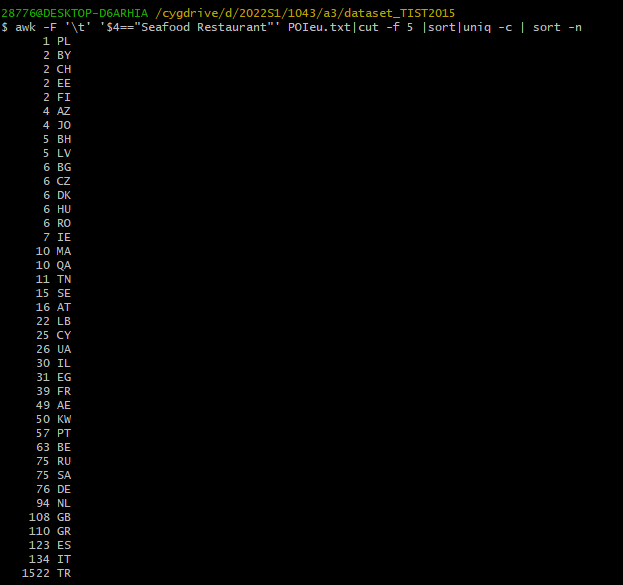 28776@DESKTOP-D6ARHIA /cygdrive/d/2022S1/1043/a3/dataset_TIST2015
$ awk -F '\t' '$4=="Seafood Restaurant"' POIeu.txt|cut -f 5 |sort|uniq -c | sort -n
1 PL
2 BY
2 CH
2 EE
2 FI
4 AZ
4 JO
5 BH
5 LV
6 BG
6 CZ
6 DK
6 HU
6 RO
7 IE
10 MA
10 QA
11 TN
15 SE
16 AT
22 LB
25 CY
26 UA
30 IL
31 EG
39 FR
49 AE
50 KW
57 PT
63 BE
75 RU
75 SA
76 DE
94 NL
108 GB
110 GR
123 ES
134 IT
1522 TR